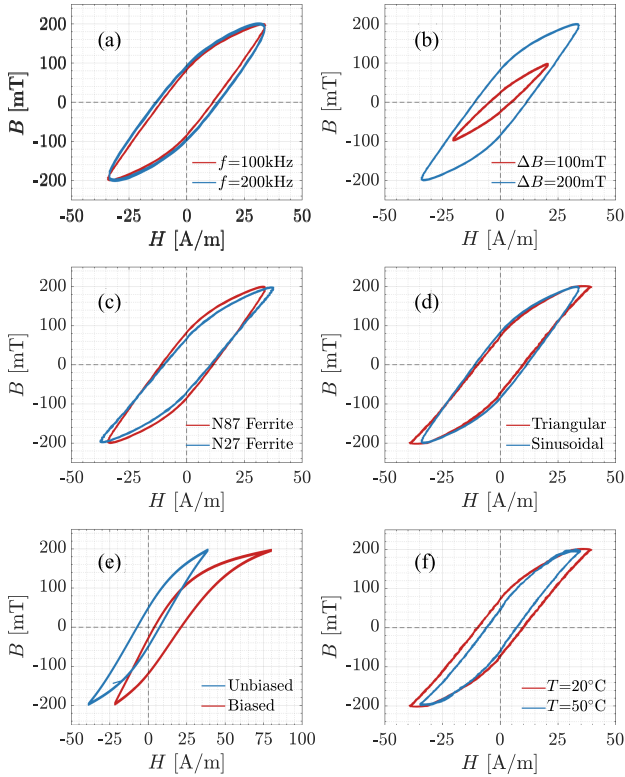 (a)
B [mT]
200
100
0
100
-200
f=100kHz
f=200kHz
-50 -25 0 25 50
H [A/m]
(b)
B [mT]
200
100
0
100
-200
ΔB=100mT
ΔB=200mT
-50 -25 0 25 50
H [A/m]
(c)
B [mT]
200
100
0
-100
-200
N87 Ferrite
N27 Ferrite
-50 -25 0 25 50
H [A/m]
(d)
B [mT]
200
100
0
-100
-200
Triangular
Sinusoidal
-50 -25 0 25 50
H [A/m]
(e)
B [mT]
200
100
0
-100
-200
Unbiased
Biased
-50 -25 0 25 50 75 100
H [A/m]
(f)
B [mT]
200
100
0
-100
-200
T=20°C
T=50°C
-50 -25 0 25 50
H [A/m]